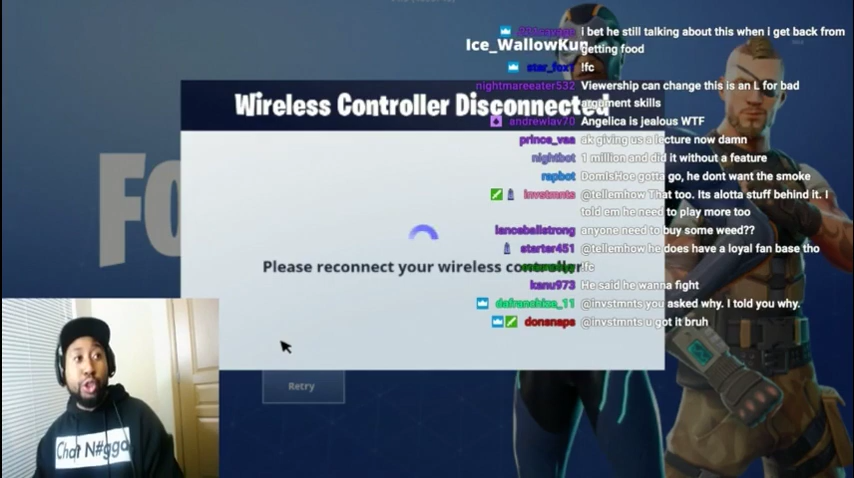 Ice_WallowKum
i bet he still talking about this when i get back from
getting food
star_fox1 !fc
nightmareeater532 Viewership can change this is an L for bad
argument skills
Wireless Controller Disconnected
andrewlav70 Angelica is jealous WTF
prince_vaa ak giving us a lecture now damn
nightbot 1 million and did it without a feature
rapbot DomIsHoe gotta go, he dont want the smoke
FO
invstmnts @tellemhow That too. Its alotta stuff behind it. I
told em he need to play more too
lanceballstrong anyone need to buy some weed??
starter451 @tellemhow he does have a loyal fan base tho
Please reconnect your wireless controller
!fc
kanu973 He said he wanna fight
dafranchize_11 @invstmnts you asked why. I told you why.
donsnaps @invstmnts u got it bruh
Retry
Chat N#gga